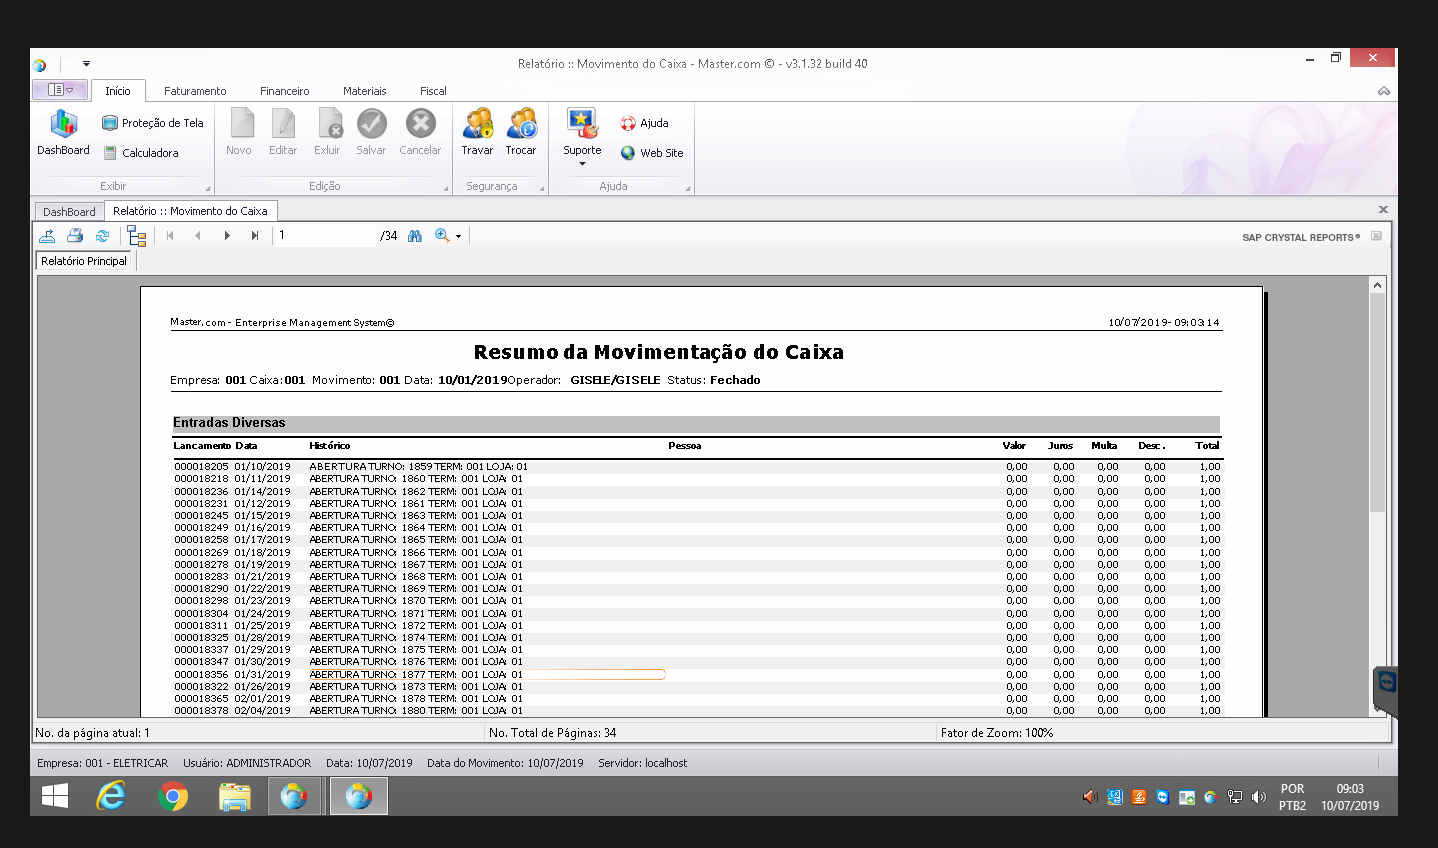 Relatório :: Movimento do Caixa - Master.com © - v3.1.32 build 40
Início Faturamento Financeiro Materiais Fiscal
DashBoard Proteção de Tela Calculadora Novo Editar Exluir Salvar Cancelar Travar Trocar Suporte Ajuda Web Site
Exibir Edição Segurança Ajuda
DashBoard Relatório :: Movimento do Caixa
1 /34 SAP CRYSTAL REPORTS®
Relatório Principal
Master.com - Enterprise Management System© 10/07/2019- 09:03:14
Resumo da Movimentação do Caixa
Empresa: 001 Caixa:001 Movimento: 001 Data: 10/01/2019Operador: GISELE/GISELE Status: Fechado
Entradas Diversas
Lancamento Data Histórico Pessoa Valor Juros Multa Desc. Total
000018205 01/10/2019 ABERTURA TURNO: 1859 TERM: 001 LOJA: 01 0,00 0,00 0,00 0,00 1,00
000018218 01/11/2019 ABERTURA TURNO: 1860 TERM: 001 LOJA: 01 0,00 0,00 0,00 0,00 1,00
000018236 01/14/2019 ABERTURA TURNO: 1862 TERM: 001 LOJA: 01 0,00 0,00 0,00 0,00 1,00
000018231 01/12/2019 ABERTURA TURNO: 1861 TERM: 001 LOJA: 01 0,00 0,00 0,00 0,00 1,00
000018245 01/15/2019 ABERTURA TURNO: 1863 TERM: 001 LOJA: 01 0,00 0,00 0,00 0,00 1,00
000018249 01/16/2019 ABERTURA TURNO: 1864 TERM: 001 LOJA: 01 0,00 0,00 0,00 0,00 1,00
000018258 01/17/2019 ABERTURA TURNO: 1865 TERM: 001 LOJA: 01 0,00 0,00 0,00 0,00 1,00
000018269 01/18/2019 ABERTURA TURNO: 1866 TERM: 001 LOJA: 01 0,00 0,00 0,00 0,00 1,00
000018278 01/19/2019 ABERTURA TURNO: 1867 TERM: 001 LOJA: 01 0,00 0,00 0,00 0,00 1,00
000018283 01/21/2019 ABERTURA TURNO: 1868 TERM: 001 LOJA: 01 0,00 0,00 0,00 0,00 1,00
000018290 01/22/2019 ABERTURA TURNO: 1869 TERM: 001 LOJA: 01 0,00 0,00 0,00 0,00 1,00
000018298 01/23/2019 ABERTURA TURNO: 1870 TERM: 001 LOJA: 01 0,00 0,00 0,00 0,00 1,00
000018304 01/24/2019 ABERTURA TURNO: 1871 TERM: 001 LOJA: 01 0,00 0,00 0,00 0,00 1,00
000018311 01/25/2019 ABERTURA TURNO: 1872 TERM: 001 LOJA: 01 0,00 0,00 0,00 0,00 1,00
000018325 01/28/2019 ABERTURA TURNO: 1874 TERM: 001 LOJA: 01 0,00 0,00 0,00 0,00 1,00
000018337 01/29/2019 ABERTURA TURNO: 1875 TERM: 001 LOJA: 01 0,00 0,00 0,00 0,00 1,00
000018347 01/30/2019 ABERTURA TURNO: 1876 TERM: 001 LOJA: 01 0,00 0,00 0,00 0,00 1,00
000018356 01/31/2019 ABERTURA TURNO: 1877 TERM: 001 LOJA: 01 0,00 0,00 0,00 0,00 1,00
000018322 01/26/2019 ABERTURA TURNO: 1873 TERM: 001 LOJA: 01 0,00 0,00 0,00 0,00 1,00
000018365 02/01/2019 ABERTURA TURNO: 1878 TERM: 001 LOJA: 01 0,00 0,00 0,00 0,00 1,00
000018378 02/04/2019 ABERTURA TURNO: 1880 TERM: 001 LOJA: 01 0,00 0,00 0,00 0,00 1,00
No. da página atual: 1 No. Total de Páginas: 34 Fator de Zoom: 100%
Empresa: 001 - ELETRICAR Usuário: ADMINISTRADOR Data: 10/07/2019 Data do Movimento: 10/07/2019 Servidor: localhost
POR 09:03
PTB2 10/07/2019